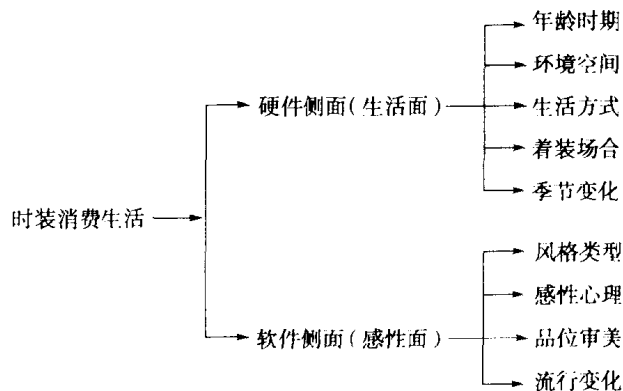 年龄时期
环境空间
硬件侧面(生活面)
生活方式
着装场合
季节变化
时装消费生活
风格类型
感性心理
软件侧面(感性面)
品位审美
流行变化